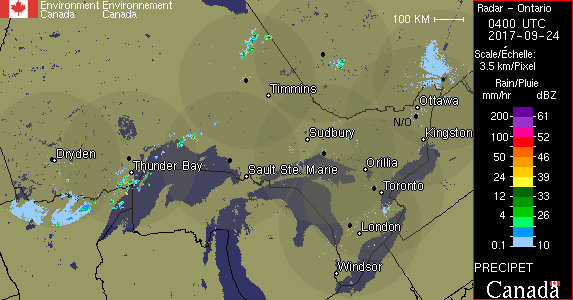 Environment Environnement
Canada Canada
100 KM
Timmins
Ottawa
N/O
Kingston
Sudbury
Dryden
Thunder Bay
Sault Ste. Marie
Orillia
Toronto
London
Windsor
Radar - Ontario
0400 UTC
2017-09-24
Scale/Échelle:
3.5 km/Pixel
Rain/Pluie
mm/hr dBZ
200 61
100 52
50 46
24 39
12 33
4 26
0.1 10
PRECIPET
Canada